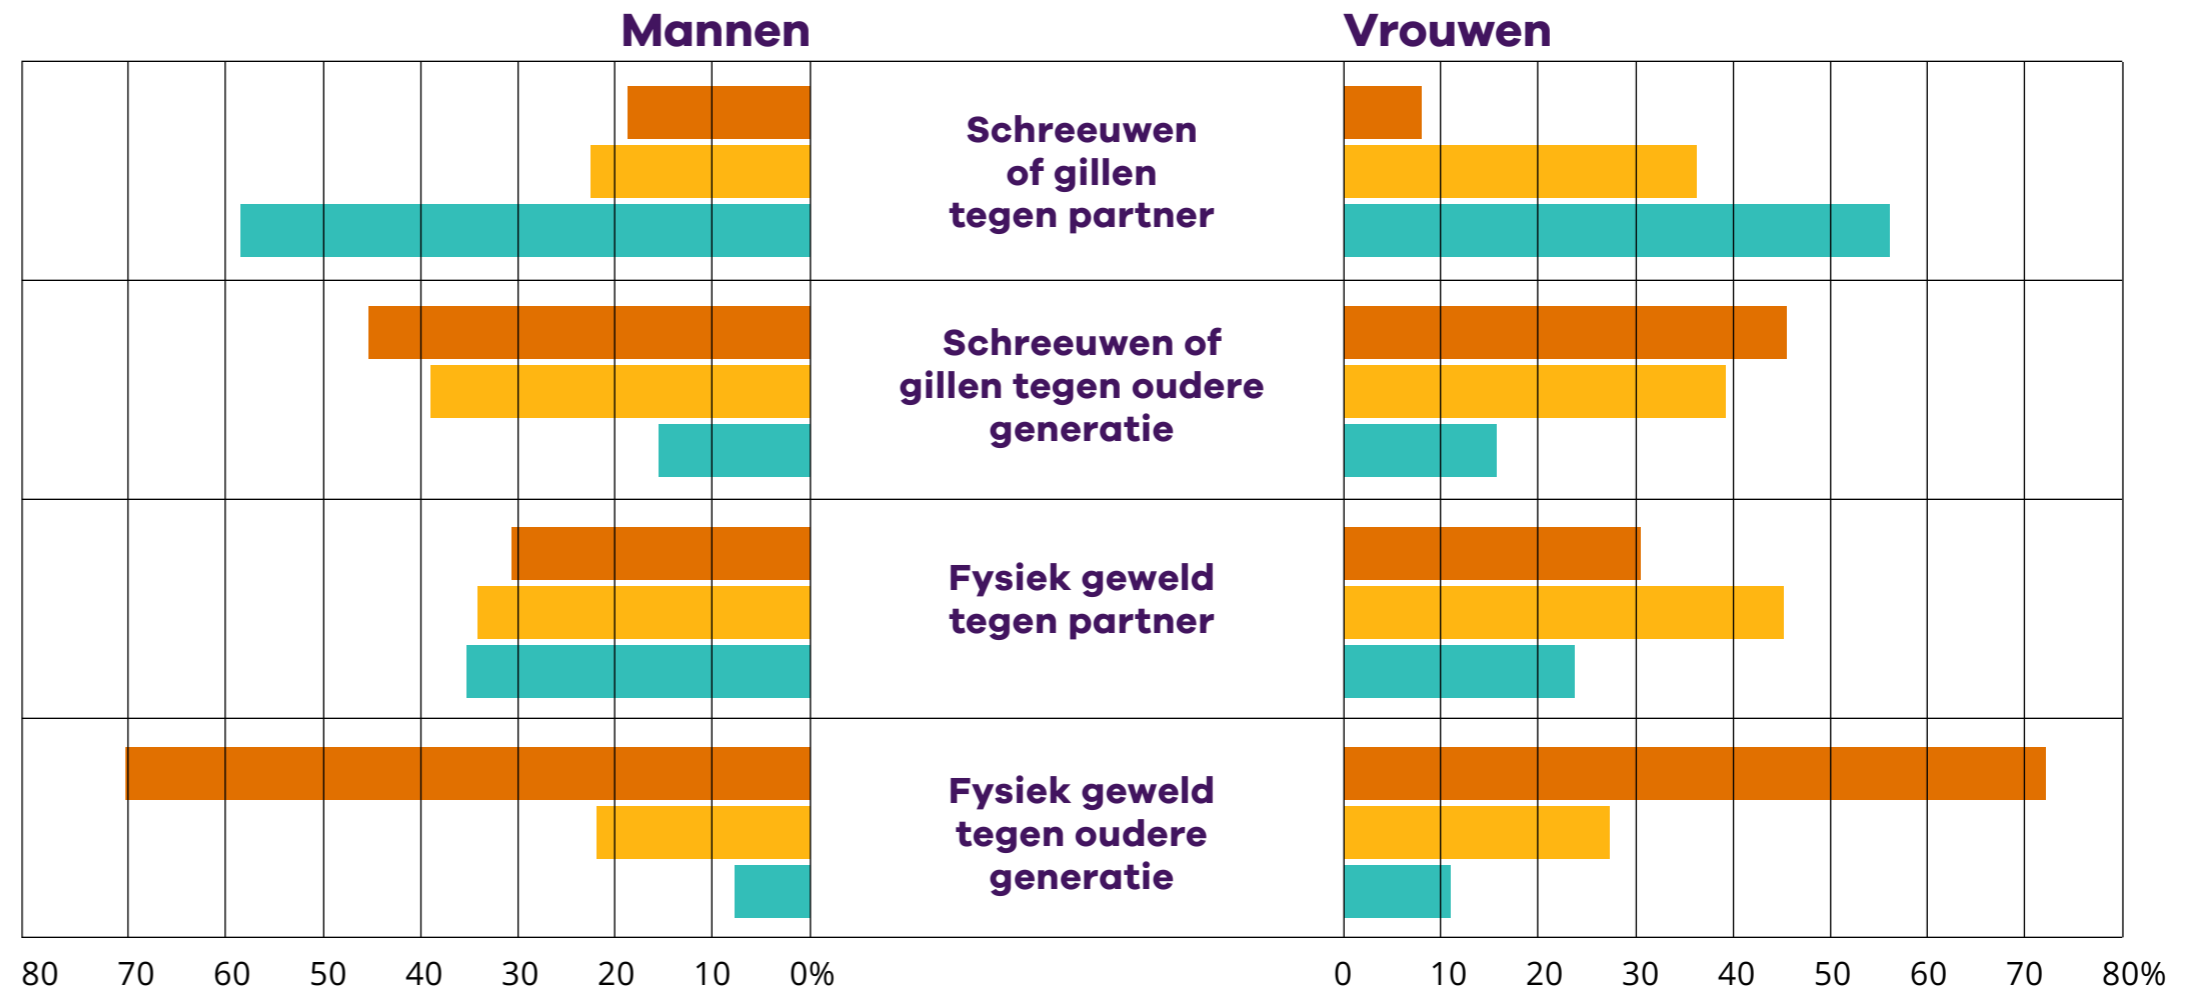 Mannen
Vrouwen
Schreeuwen
of gillen
tegen partner
Schreeuwen of
gillen tegen oudere
generatie
Fysiek geweld
tegen partner
Fysiek geweld
tegen oudere
generatie
80 70 60 50 40 30 20 10 0%
0 10 20 30 40 50 60 70 80%